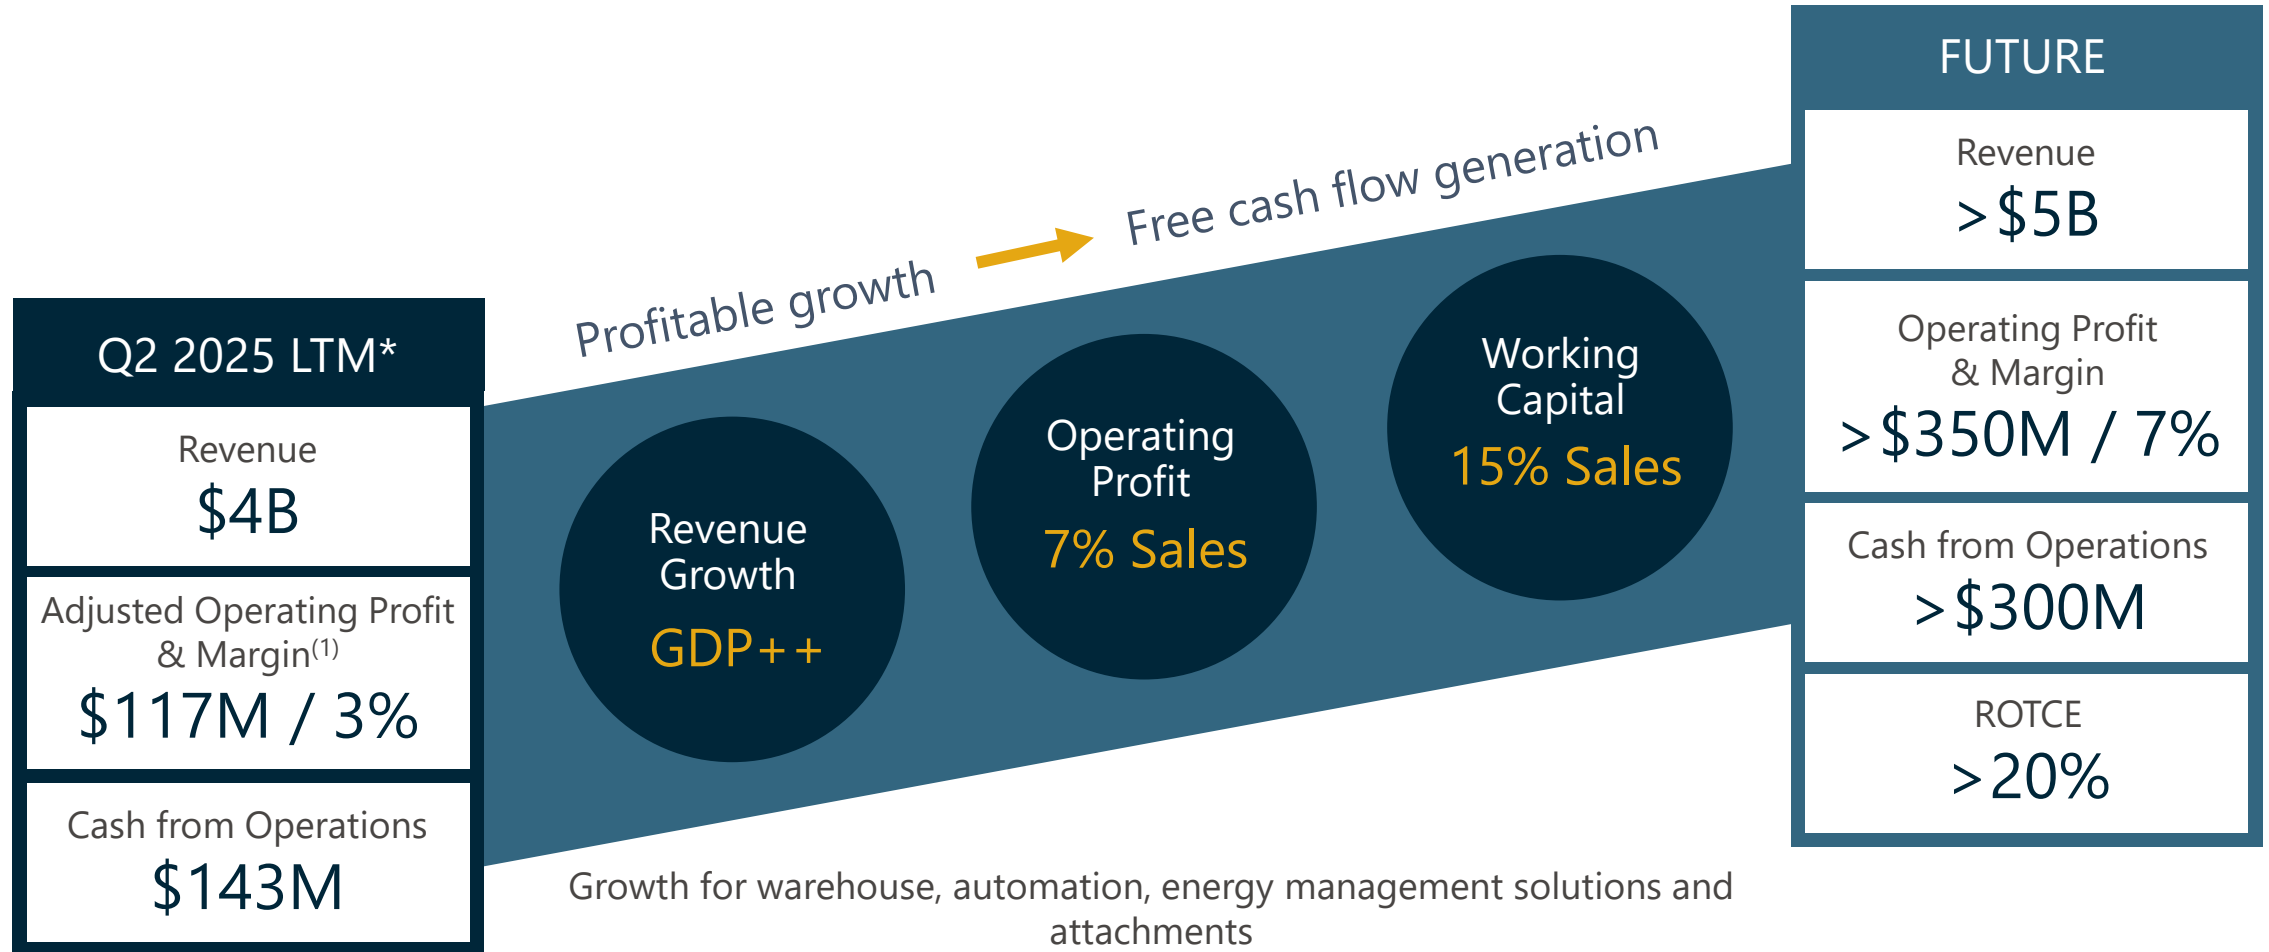 Q2 2025 LTM*
Revenue
$4B
Adjusted Operating Profit
& Margin(1)
$117M / 3%
Cash from Operations
$143M
Profitable growth
Free cash flow generation
Revenue
Growth
GDP++
Operating
Profit
7% Sales
Working
Capital
15% Sales
Growth for warehouse, automation, energy management solutions and
attachments
FUTURE
Revenue
>$5B
Operating Profit
& Margin
>$350M / 7%
Cash from Operations
>$300M
ROTCE
>20%